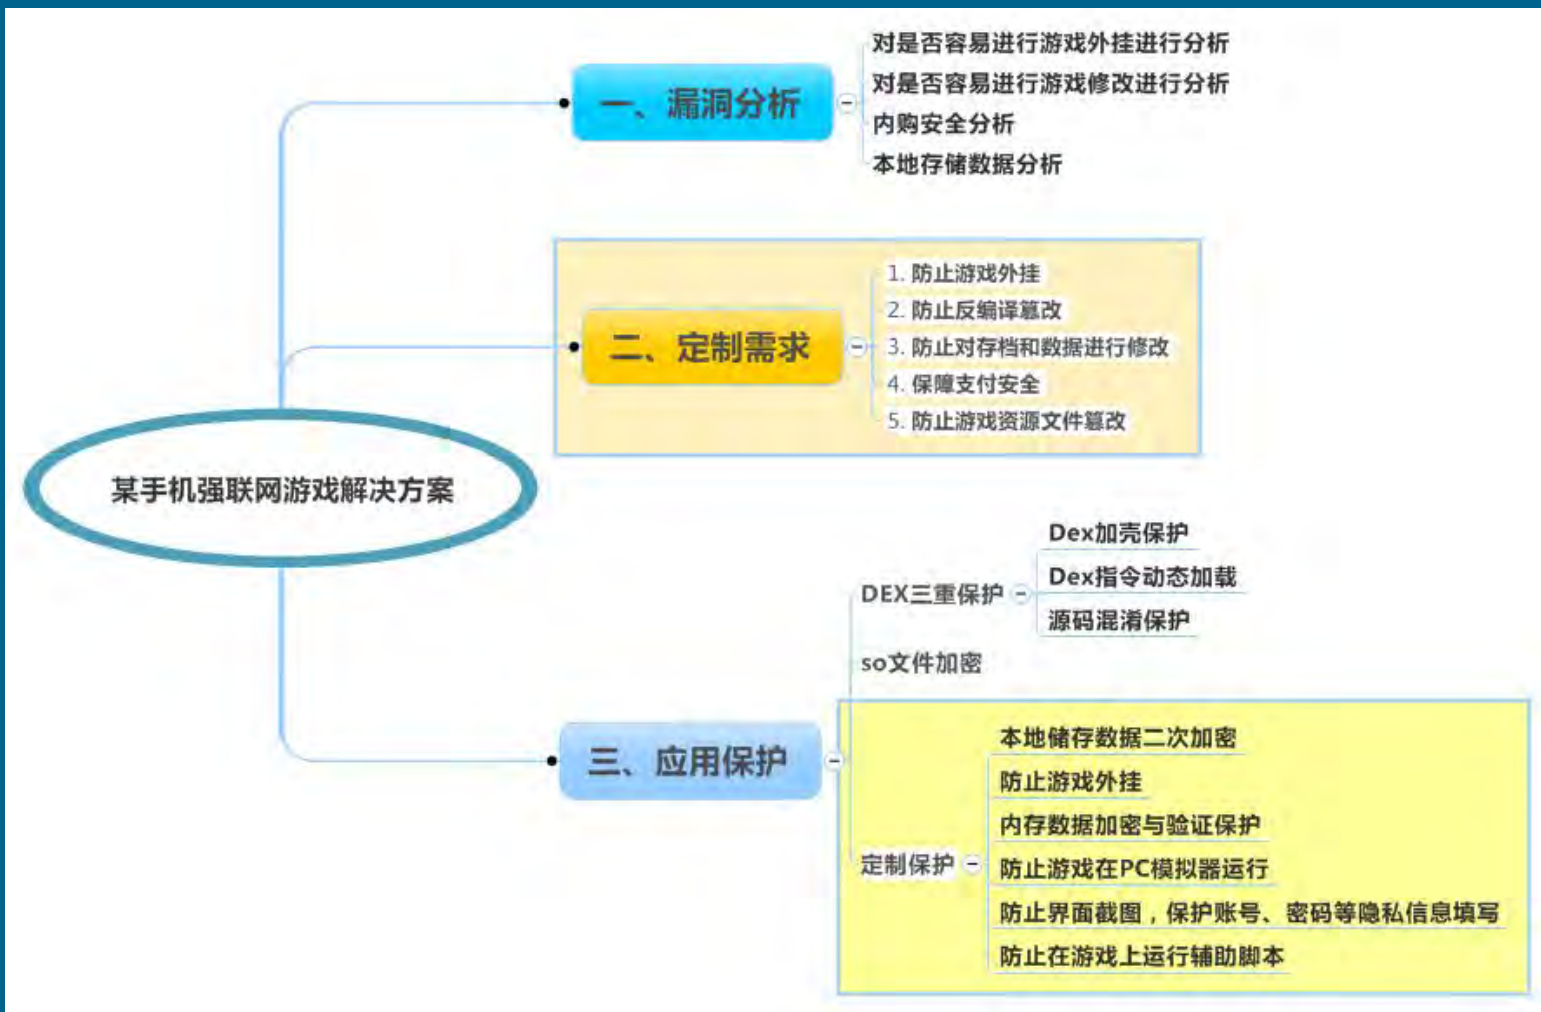 某手机强联网游戏解决方案
一、漏洞分析
对是否容易进行游戏外挂进行分析
对是否容易进行游戏修改进行分析
内购安全分析
本地存储数据分析
二、定制需求
1. 防止游戏外挂
2. 防止反编译篡改
3. 防止对存档和数据进行修改
4. 保障支付安全
5. 防止游戏资源文件篡改
三、应用保护
DEX三重保护
Dex加壳保护
Dex指令动态加载
源码混淆保护
so文件加密
定制保护
本地储存数据二次加密
防止游戏外挂
内存数据加密与验证保护
防止游戏在PC模拟器运行
防止界面截图，保护账号、密码等隐私信息填写
防止在游戏上运行辅助脚本